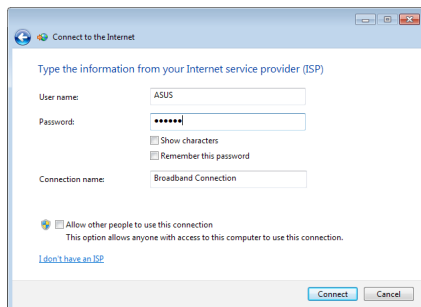 Connect to the Internet
Type the information from your Internet service provider (ISP)
User name:
ASUS
Password:
••••••
Show characters
Remember this password
Connection name:
Broadband Connection
Allow other people to use this connection
This option allows anyone with access to this computer to use this connection.
I don't have an ISP
Connect
Cancel